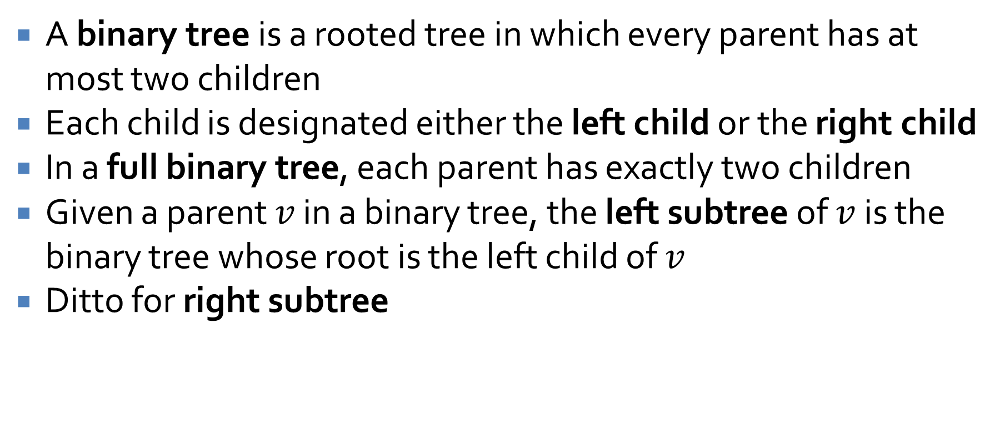 ▪ A binary tree is a rooted tree in which every parent has at
most two children
▪ Each child is designated either the left child or the right child
▪ In a full binary tree, each parent has exactly two children
▪ Given a parent 𝑣 in a binary tree, the left subtree of 𝑣 is the
binary tree whose root is the left child of 𝑣
▪ Ditto for right subtree